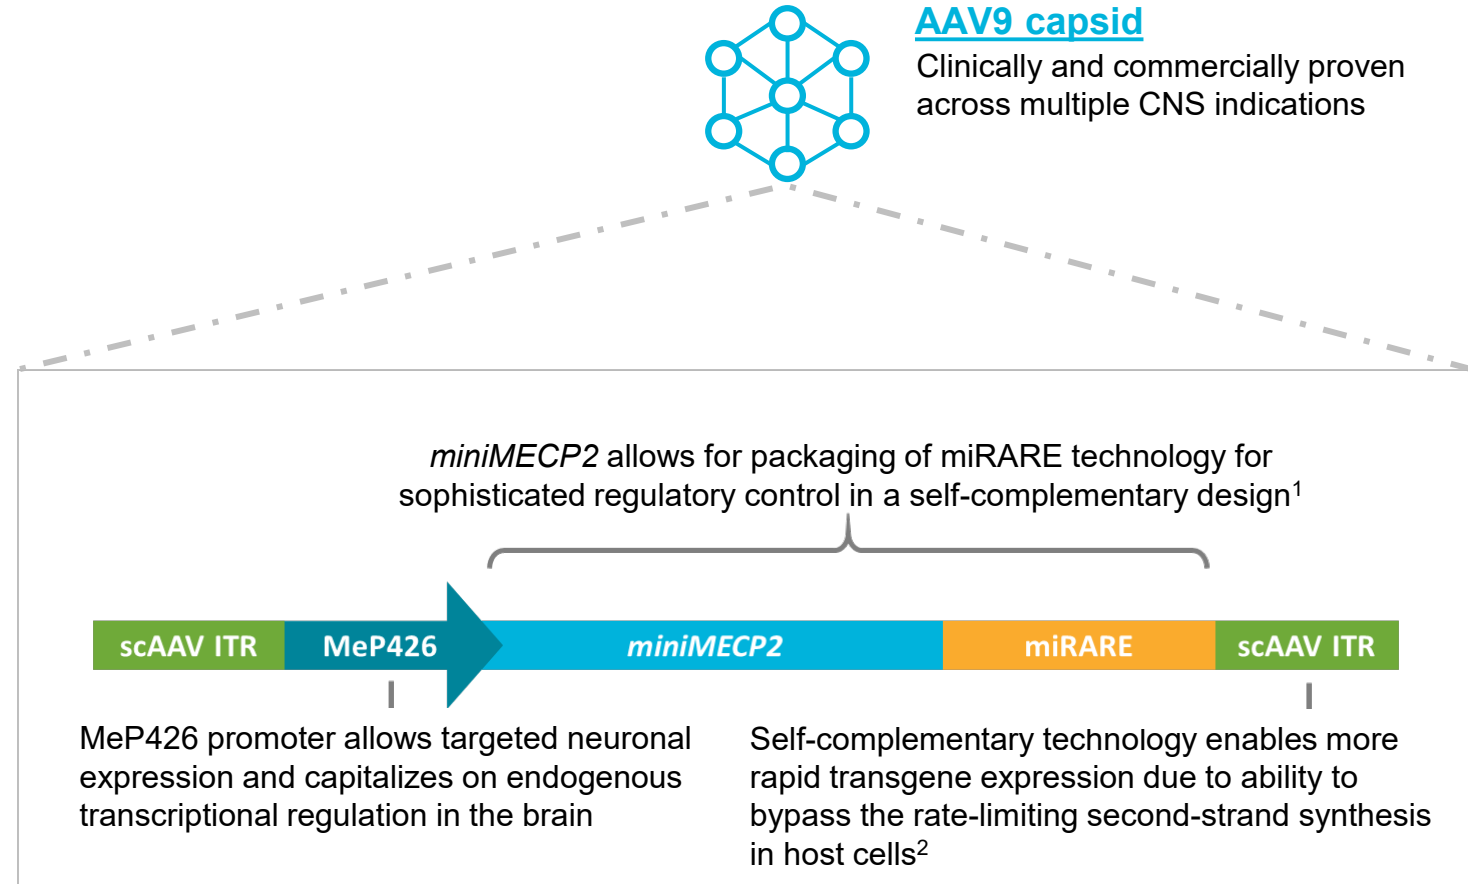 AAV9 capsid
Clinically and commercially proven
across multiple CNS indications
miniMECP2 allows for packaging of miRARE technology for
sophisticated regulatory control in a self-complementary design1
scAAV ITR MeP426 miniMECP2 miRARE scAAV ITR
MeP426 promoter allows targeted neuronal
expression and capitalizes on endogenous
transcriptional regulation in the brain
Self-complementary technology enables more
rapid transgene expression due to ability to
bypass the rate-limiting second-strand synthesis
in host cells2